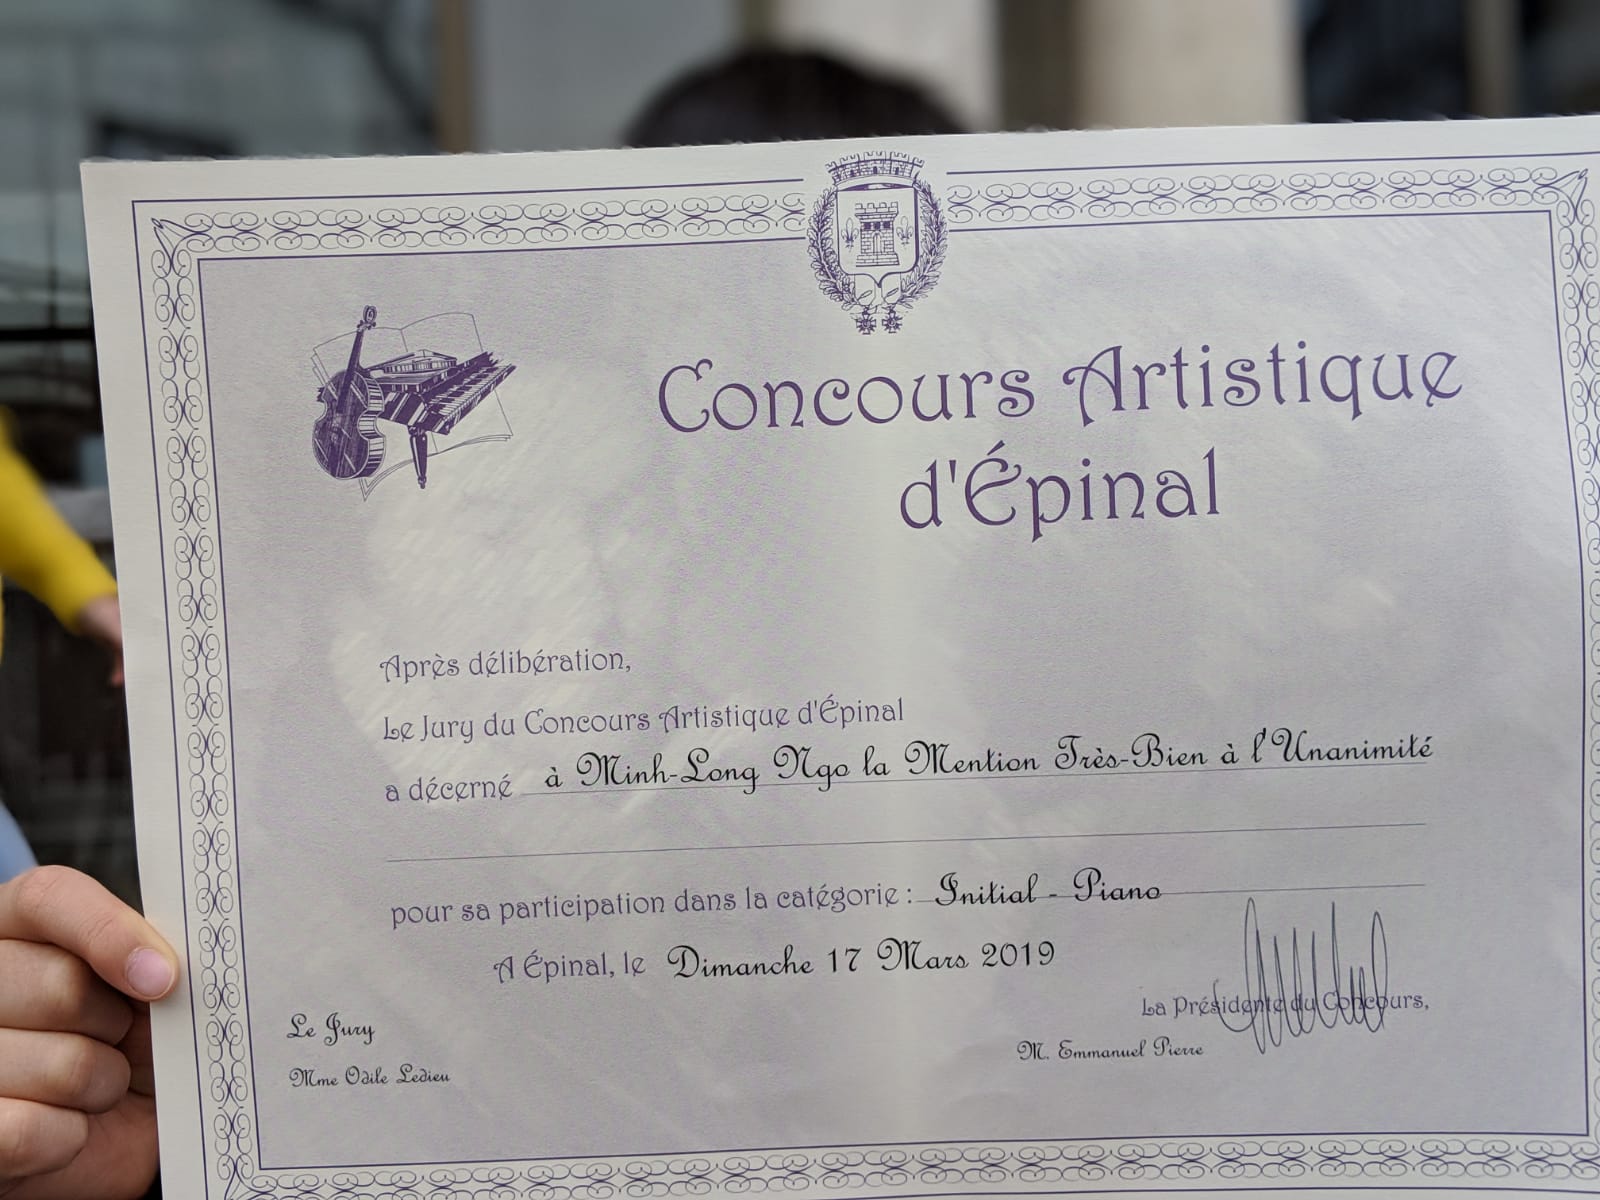 Concours Artistique
d'Épinal
Après délibération,
Le Jury du Concours Artistique d'Épinal
a décerné à Minh-Long Ngo la Mention Très-Bien à l'Unanimité
pour sa participation dans la catégorie : Initial - Piano
A Épinal, le Dimanche 17 Mars 2019
La Présidente du Concours,
Le Jury
M. Emmanuel Pierre
Mme Odile Ledieu